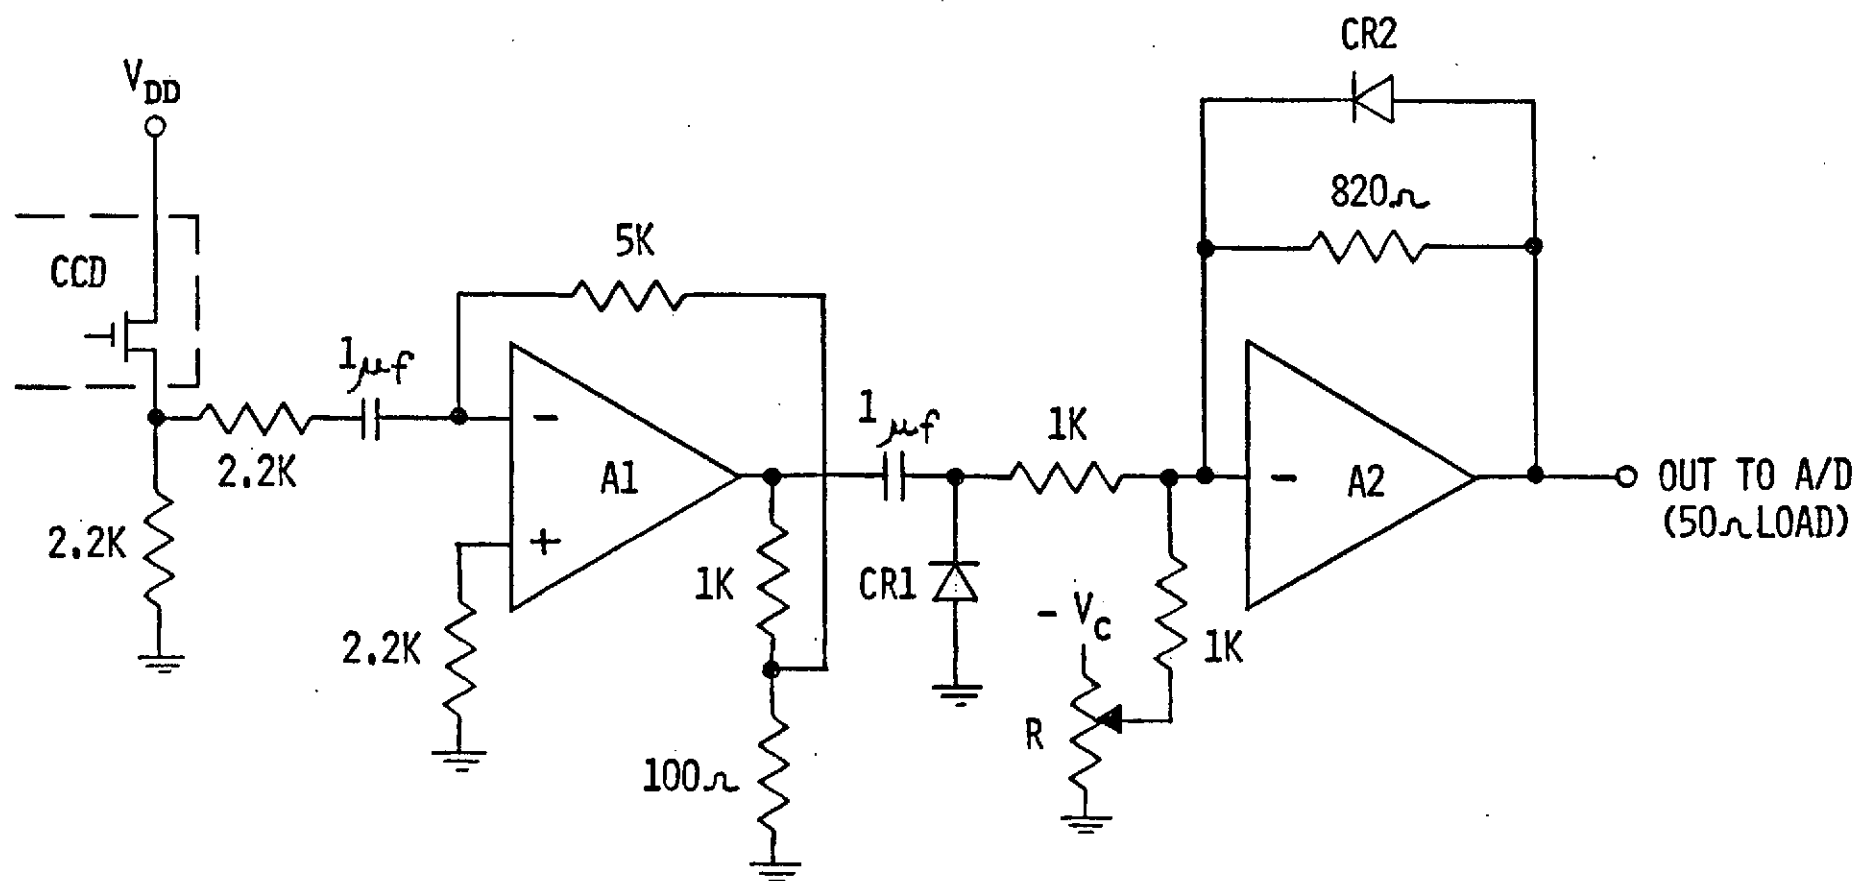 CR2
V_DD
820Ω
5K
CCD
1μf
1μf
1K
2.2K
-
A1
-
A2
OUT TO A/D
(50Ω LOAD)
2.2K
+
1K
CR1
- V_C
2.2K
1K
R
100Ω